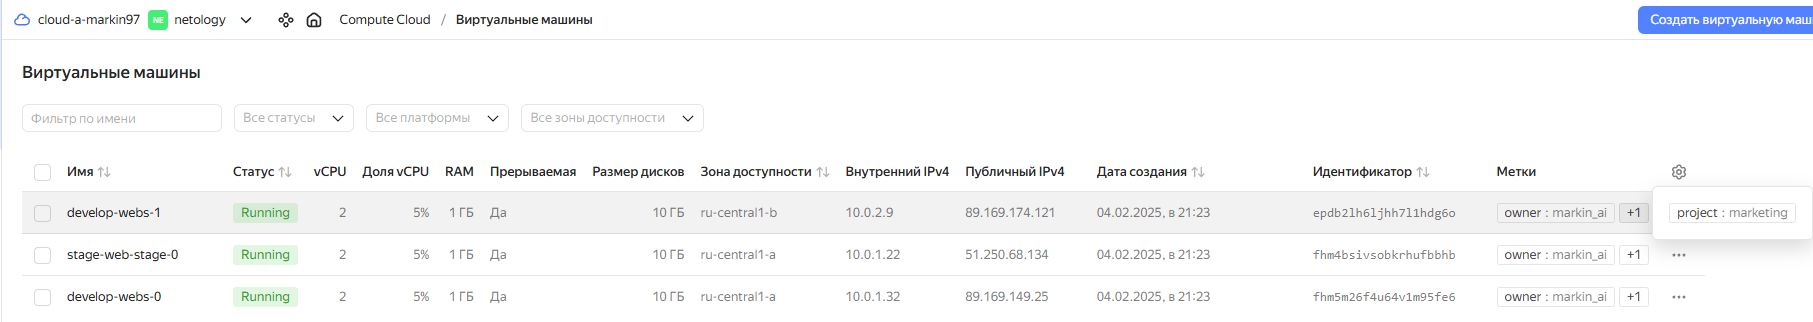 cloud-a-markin97 NE netology Compute Cloud / Виртуальные машины Создать виртуальную маш
Виртуальные машины
Фильтр по имени Все статусы Все платформы Все зоны доступности
Имя Статус vCPU Доля vCPU RAM Прерываемая Размер дисков Зона доступности Внутренний IPv4 Публичный IPv4 Дата создания Идентификатор Метки
develop-webs-1 Running 2 5% 1 ГБ Да 10 ГБ ru-central1-b 10.0.2.9 89.169.174.121 04.02.2025, в 21:23 epdb2lh6ljhh7l1hdg6o owner : markin_ai +1 project : marketing
stage-web-stage-0 Running 2 5% 1 ГБ Да 10 ГБ ru-central1-a 10.0.1.22 51.250.68.134 04.02.2025, в 21:23 fhm4bsivsobkrhufbbhb owner : markin_ai +1
develop-webs-0 Running 2 5% 1 ГБ Да 10 ГБ ru-central1-a 10.0.1.32 89.169.149.25 04.02.2025, в 21:23 fhm5m26f4u64v1m95fe6 owner : markin_ai +1